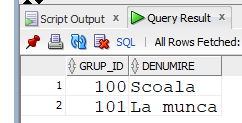 Script Output × Query Result ×
SQL | All Rows Fetched:
GRUP_ID DENUMIRE
1 100 Scoala
2 101 La munca